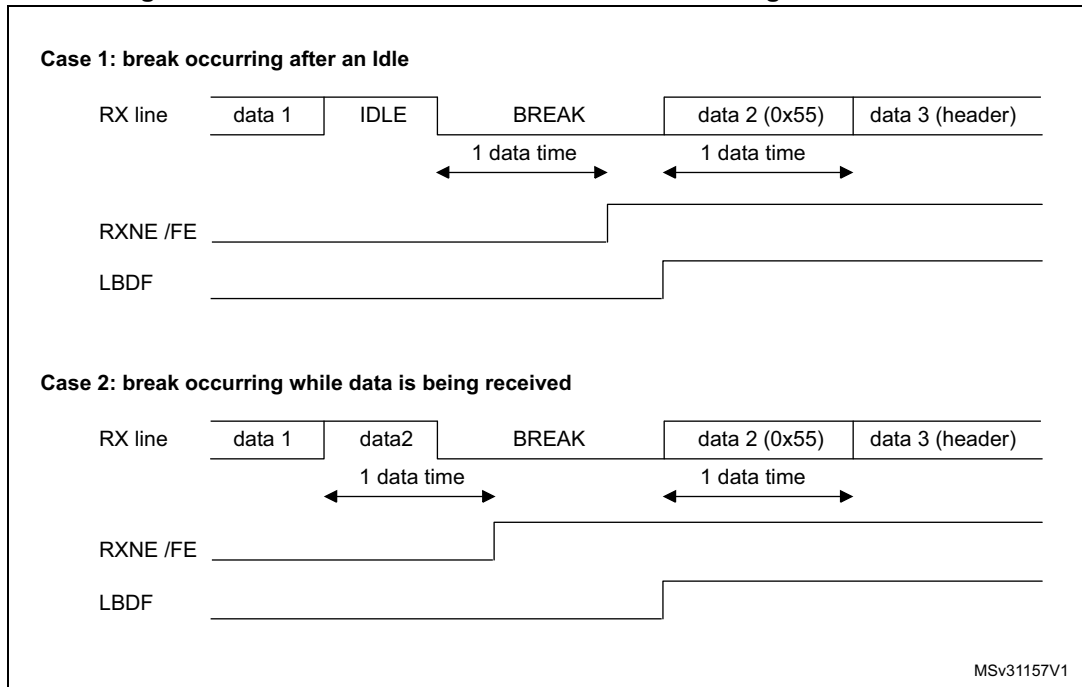 Case 1: break occurring after an Idle
RX line data 1 IDLE BREAK data 2 (0x55) data 3 (header)
1 data time 1 data time
RXNE /FE
LBDF
Case 2: break occurring while data is being received
RX line data 1 data2 BREAK data 2 (0x55) data 3 (header)
1 data time 1 data time
RXNE /FE
LBDF
MSv31157V1